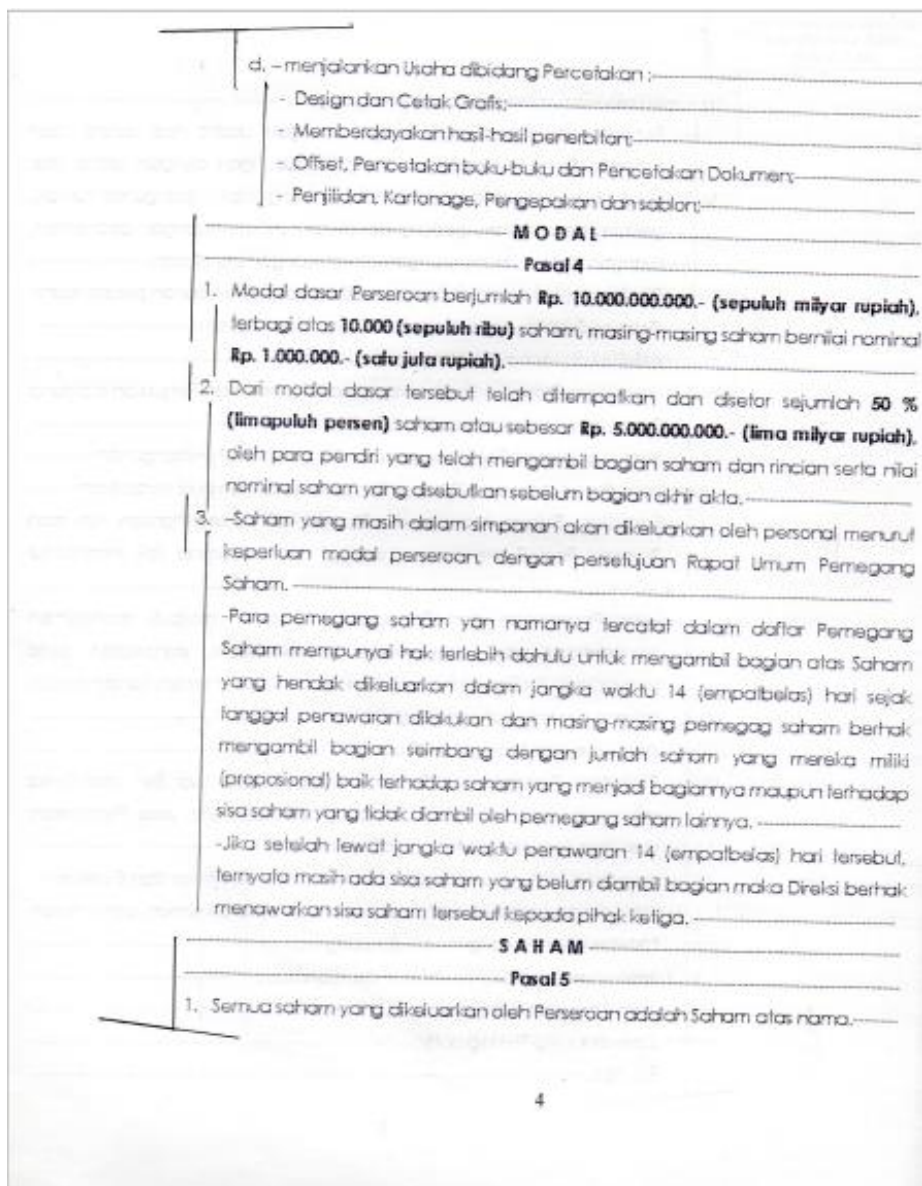 d. – menjalankan Usaha dibidang Percetakan ;
- Design dan Cetak Grafis;
- Memberdayakan hasil-hasil penerbitan;
- Offset, Pencetakan buku-buku dan Pencetakan Dokumen;
- Penjilidan, Kartonage, Pengepakan dan sablon;
M O D A L
Pasal 4
1. Modal dasar Perseroan berjumlah Rp. 10.000.000.000.- (sepuluh milyar rupiah),
terbagi atas 10.000 (sepuluh ribu) saham, masing-masing saham bernilai nominal
Rp. 1.000.000.- (satu juta rupiah).
2. Dari modal dasar tersebut telah ditempatkan dan disetor sejumlah 50 %
(limapuluh persen) saham atau sebesar Rp. 5.000.000.000.- (lima milyar rupiah),
oleh para pendiri yang telah mengambil bagian saham dan rincian serta nilai
nominal saham yang disebutkan sebelum bagian akhir akta.
3. -Saham yang masih dalam simpanan akan dikeluarkan oleh personal menurut
keperluan modal perseroan, dengan persetujuan Rapat Umum Pemegang
Saham.
-Para pemegang saham yan namanya tercatat dalam daftar Pemegang
Saham mempunyai hak terlebih dahulu untuk mengambil bagian atas Saham
yang hendak dikeluarkan dalam jangka waktu 14 (empatbelas) hari sejak
tanggal penawaran dilakukan dan masing-masing pemegag saham berhak
mengambil bagian seimbang dengan jumlah saham yang mereka miliki
(proposional) baik terhadap saham yang menjadi bagiannya maupun terhadap
sisa saham yang tidak diambil oleh pemegang saham lainnya.
-Jika setelah lewat jangka waktu penawaran 14 (empatbelas) hari tersebut,
ternyata masih ada sisa saham yang belum diambil bagian maka Direksi berhak
menawarkan sisa saham tersebut kepada pihak ketiga.
S A H A M
Pasal 5
1. Semua saham yang dikeluarkan oleh Perseroan adalah Saham atas nama.
4